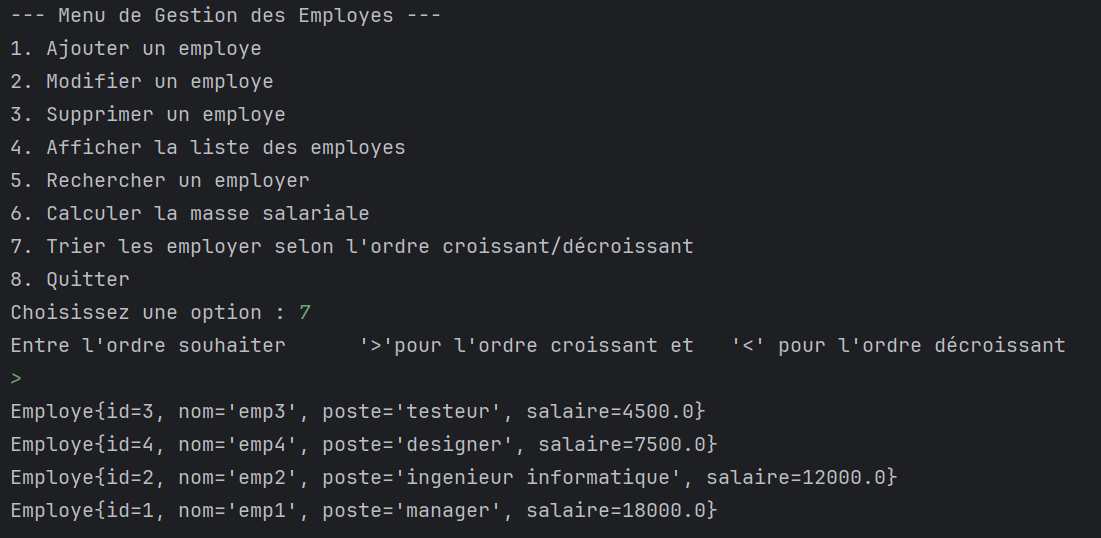 --- Menu de Gestion des Employes ---
1. Ajouter un employe
2. Modifier un employe
3. Supprimer un employe
4. Afficher la liste des employes
5. Rechercher un employer
6. Calculer la masse salariale
7. Trier les employer selon l'ordre croissant/décroissant
8. Quitter
Choisissez une option : 7
Entre l'ordre souhaiter      '>'pour l'ordre croissant et   '<' pour l'ordre décroissant
>
Employe{id=3, nom='emp3', poste='testeur', salaire=4500.0}
Employe{id=4, nom='emp4', poste='designer', salaire=7500.0}
Employe{id=2, nom='emp2', poste='ingenieur informatique', salaire=12000.0}
Employe{id=1, nom='emp1', poste='manager', salaire=18000.0}